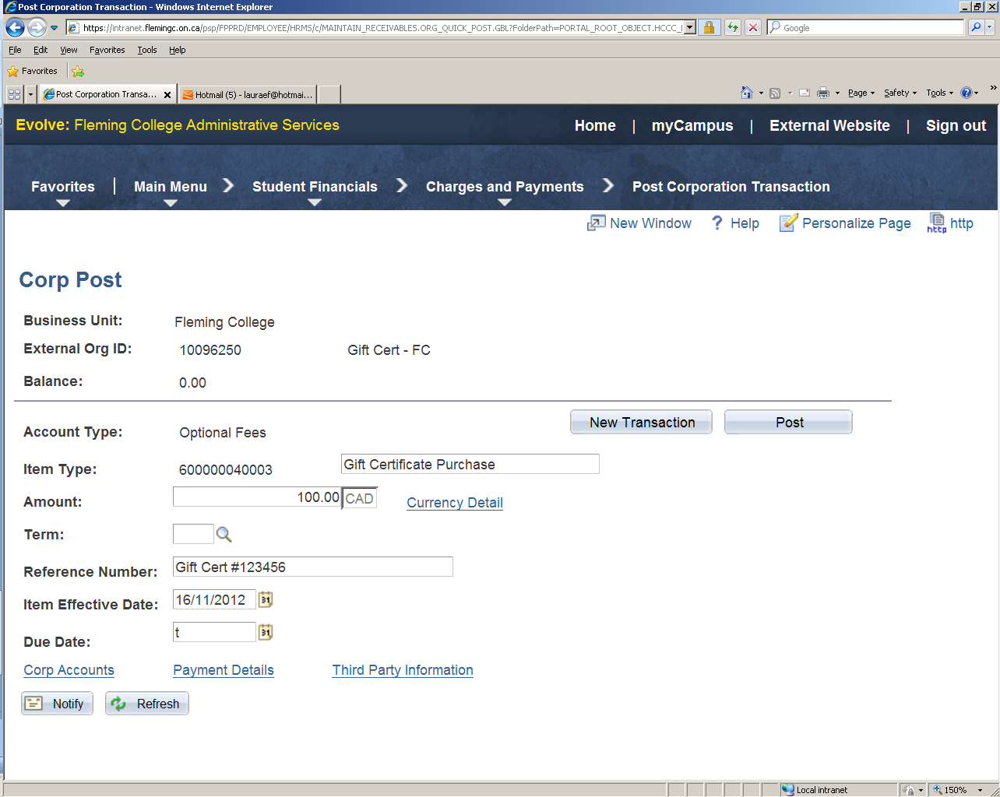 Post Corporation Transaction - Windows Internet Explorer
https://intranet.flemingc.on.ca/psp/FPPRD/EMPLOYEE/HRMS/c/MAINTAIN_RECEIVABLES.ORG_QUICK_POST.GBL?FolderPath=PORTAL_ROOT_OBJECT.HCCC_
Google
File Edit View Favorites Tools Help
Favorites
Post Corporation Transa... Hotmail (5) - lauraef@hotmai... Page Safety Tools
Evolve: Fleming College Administrative Services Home | myCampus | External Website | Sign out
Favorites | Main Menu Student Financials Charges and Payments Post Corporation Transaction
New Window ? Help Personalize Page http http
Corp Post
Business Unit: Fleming College
External Org ID: 10096250 Gift Cert - FC
Balance: 0.00
New Transaction Post
Account Type: Optional Fees
Item Type: 600000040003 Gift Certificate Purchase
Amount: 100.00 CAD Currency Detail
Term:
Reference Number: Gift Cert #123456
Item Effective Date: 16/11/2012 31
Due Date: t 31
Corp Accounts Payment Details Third Party Information
Notify Refresh
Local intranet 150%